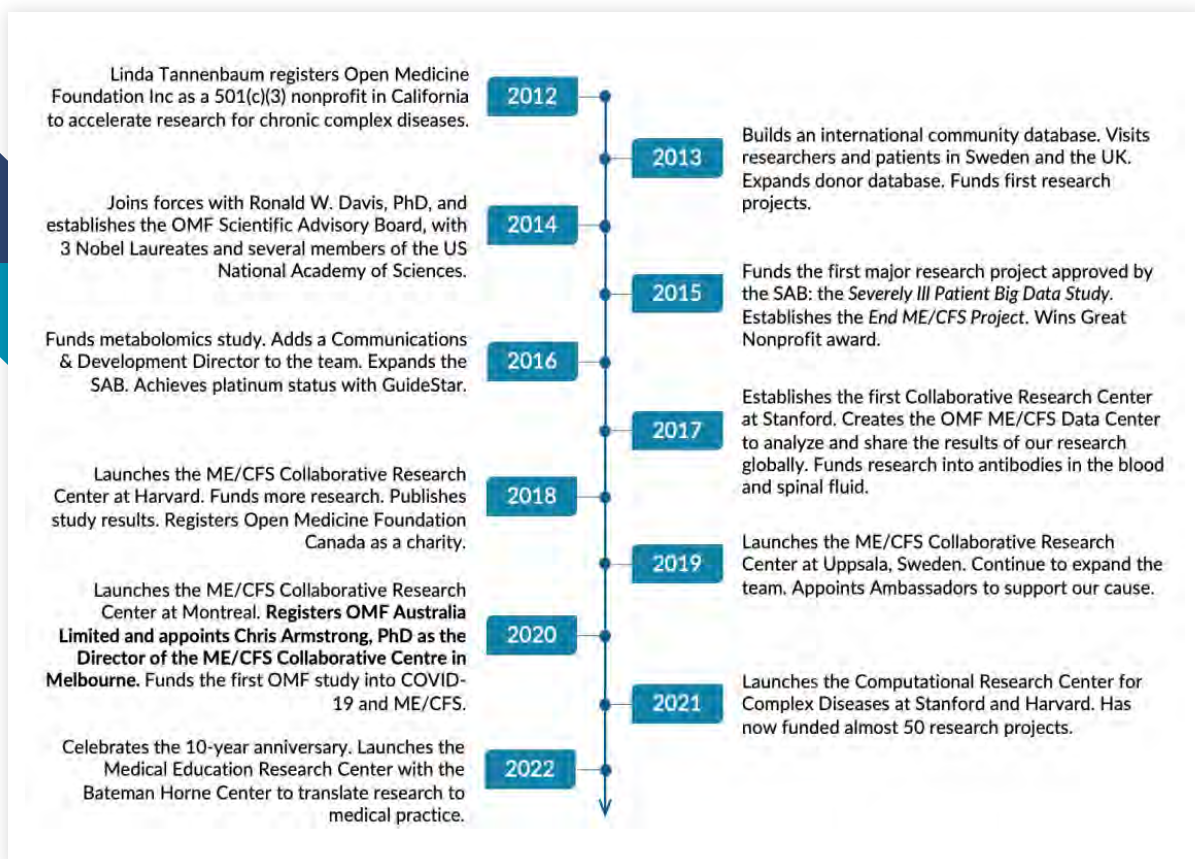 Linda Tannenbaum registers Open Medicine
Foundation Inc as a 501(c)(3) nonprofit in California
to accelerate research for chronic complex diseases.
2012
2013
Builds an international community database. Visits
researchers and patients in Sweden and the UK.
Expands donor database. Funds first research
projects.
Joins forces with Ronald W. Davis, PhD, and
establishes the OMF Scientific Advisory Board, with
3 Nobel Laureates and several members of the US
National Academy of Sciences.
2014
2015
Funds the first major research project approved by
the SAB: the Severely Ill Patient Big Data Study.
Establishes the End ME/CFS Project. Wins Great
Nonprofit award.
Funds metabolomics study. Adds a Communications
& Development Director to the team. Expands the
SAB. Achieves platinum status with GuideStar.
2016
2017
Establishes the first Collaborative Research Center
at Stanford. Creates the OMF ME/CFS Data Center
to analyze and share the results of our research
globally. Funds research into antibodies in the blood
and spinal fluid.
Launches the ME/CFS Collaborative Research
Center at Harvard. Funds more research. Publishes
study results. Registers Open Medicine Foundation
Canada as a charity.
2018
2019
Launches the ME/CFS Collaborative Research
Center at Uppsala, Sweden. Continue to expand the
team. Appoints Ambassadors to support our cause.
Launches the ME/CFS Collaborative Research
Center at Montreal. Registers OMF Australia
Limited and appoints Chris Armstrong, PhD as the
Director of the ME/CFS Collaborative Centre in
Melbourne. Funds the first OMF study into COVID-
19 and ME/CFS.
2020
2021
Launches the Computational Research Center for
Complex Diseases at Stanford and Harvard. Has
now funded almost 50 research projects.
Celebrates the 10-year anniversary. Launches the
Medical Education Research Center with the
Bateman Horne Center to translate research to
medical practice.
2022